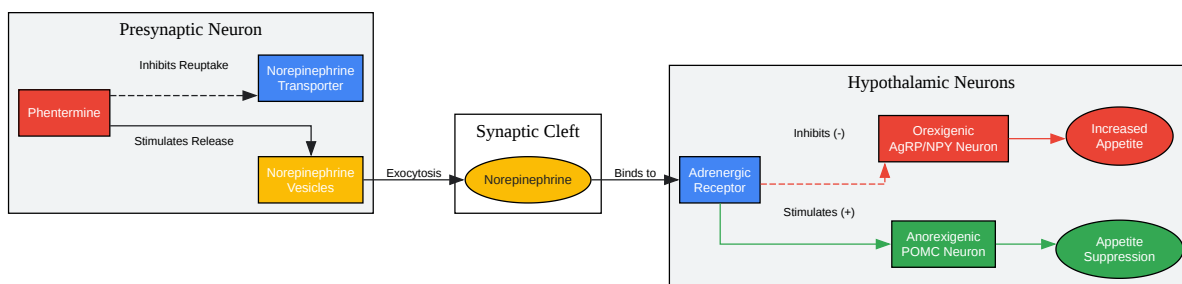 Presynaptic Neuron
Inhibits Reuptake
Norepinephrine
Transporter
Phentermine
Stimulates Release
Norepinephrine
Vesicles
Exocytosis
Synaptic Cleft
Norepinephrine
Binds to
Hypothalamic Neurons
Adrenergic
Receptor
Inhibits (-)
Orexigenic
AgRP/NPY Neuron
Increased
Appetite
Stimulates (+)
Anorexigenic
POMC Neuron
Appetite
Suppression